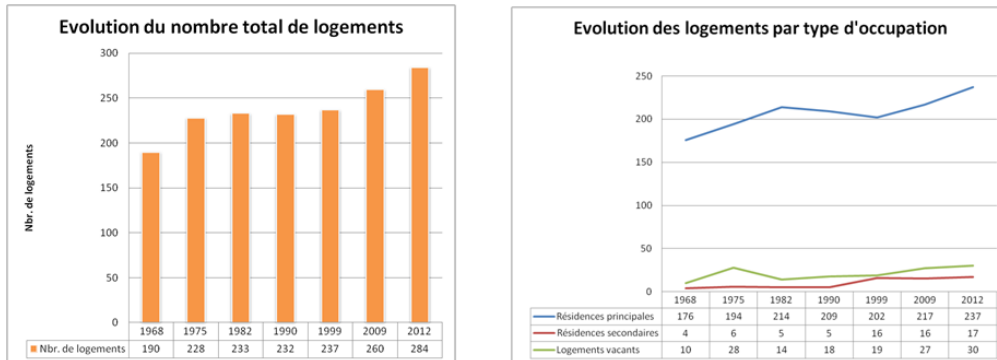 Evolution du nombre total de logements
Nbr. de logements
300
250
200
150
100
50
0
1968 1975 1982 1990 1999 2009 2012
Nbr. de logements 190 228 233 232 237 260 284
Evolution des logements par type d'occupation
250
200
150
100
50
0
1968 1975 1982 1990 1999 2009 2012
Résidences principales 176 194 214 209 202 217 237
Résidences secondaires 4 6 5 5 16 16 17
Logements vacants 10 28 14 18 19 27 30